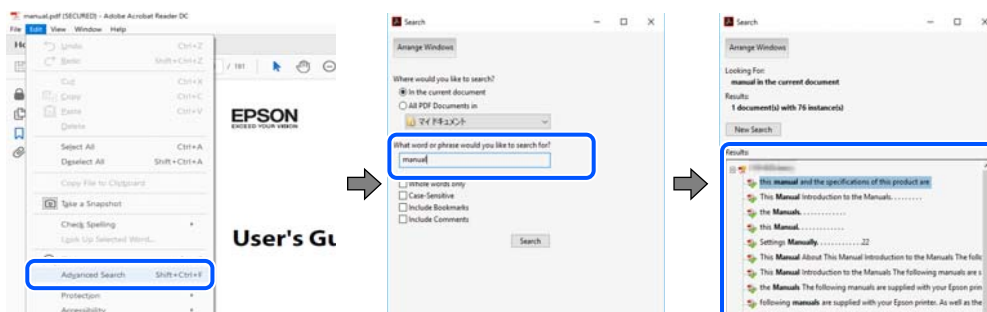 manual.pdf (SECURED) - Adobe Acrobat Reader DC
File Edit View Window Help
Undo Ctrl+Z
Redo Shift+Ctrl+Z
Cut Ctrl+X
Copy Ctrl+C
Paste Ctrl+V
Delete
Select All Ctrl+A
Deselect All Shift+Ctrl+A
Copy File to Clipboard
Take a Snapshot
Check Spelling
Look Up Selected Word...
Advanced Search Shift+Ctrl+F
Protection
Accessibility
/ 191
EPSON
EXCEED YOUR VISION
User's Gu
Search
Arrange Windows
Where would you like to search?
In the current document
All PDF Documents in
マイドキュメント
What word or phrase would you like to search for?
manual
Whole words only
Case-Sensitive
Include Bookmarks
Include Comments
Search
Search
Arrange Windows
Looking For:
manual in the current document
Results:
1 document(s) with 76 instance(s)
New Search
Results:
this manual and the specifications of this product are
This Manual Introduction to the Manuals. . . . . . . . .
the Manuals. . . . . . . . . . . .
this Manual. . . . . . . . . . . .
Settings Manually. . . . . . . . . . . .22
This Manual About This Manual Introduction to the Manuals The follo
This Manual Introduction to the Manuals The following manuals are s
the Manuals The following manuals are supplied with your Epson prin
following manuals are supplied with your Epson printer. As well as the